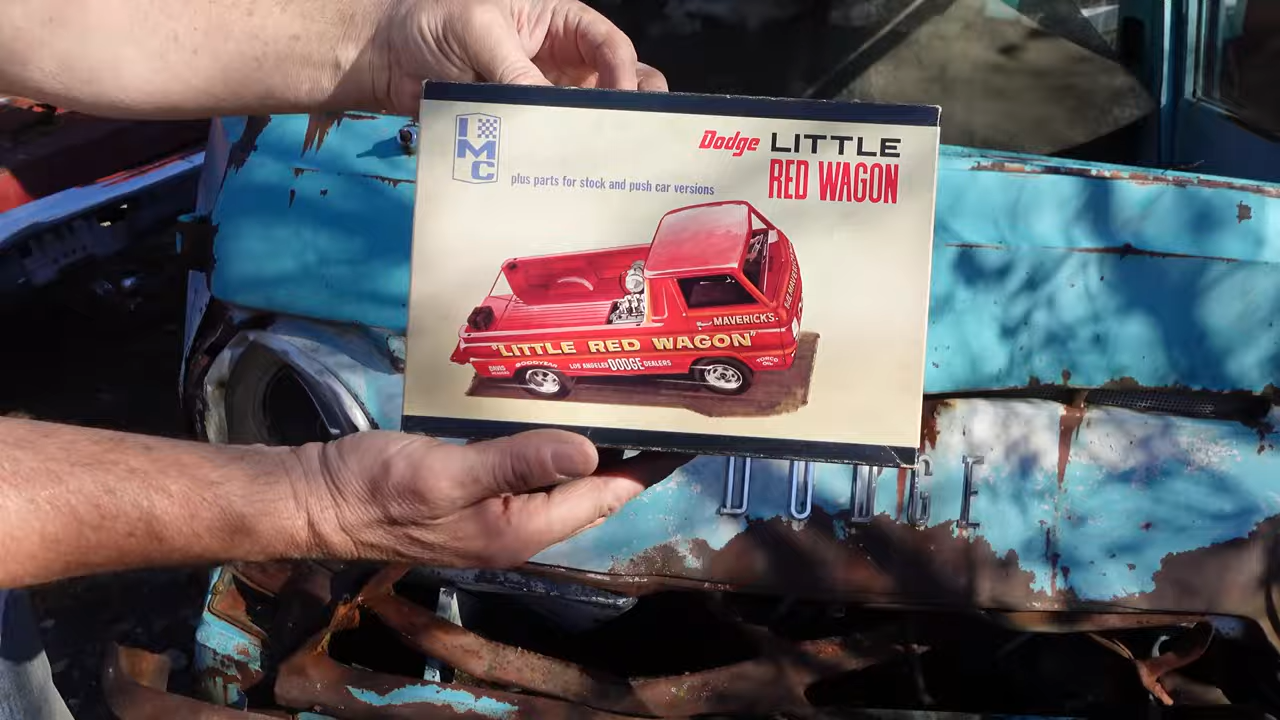 IMC
Dodge LITTLE
RED WAGON
plus parts for stock and push car versions
MAVERICK'S
"LITTLE RED WAGON"
GOODYEAR
LOS ANGELES DODGE DEALERS
DAVIS
DODGE